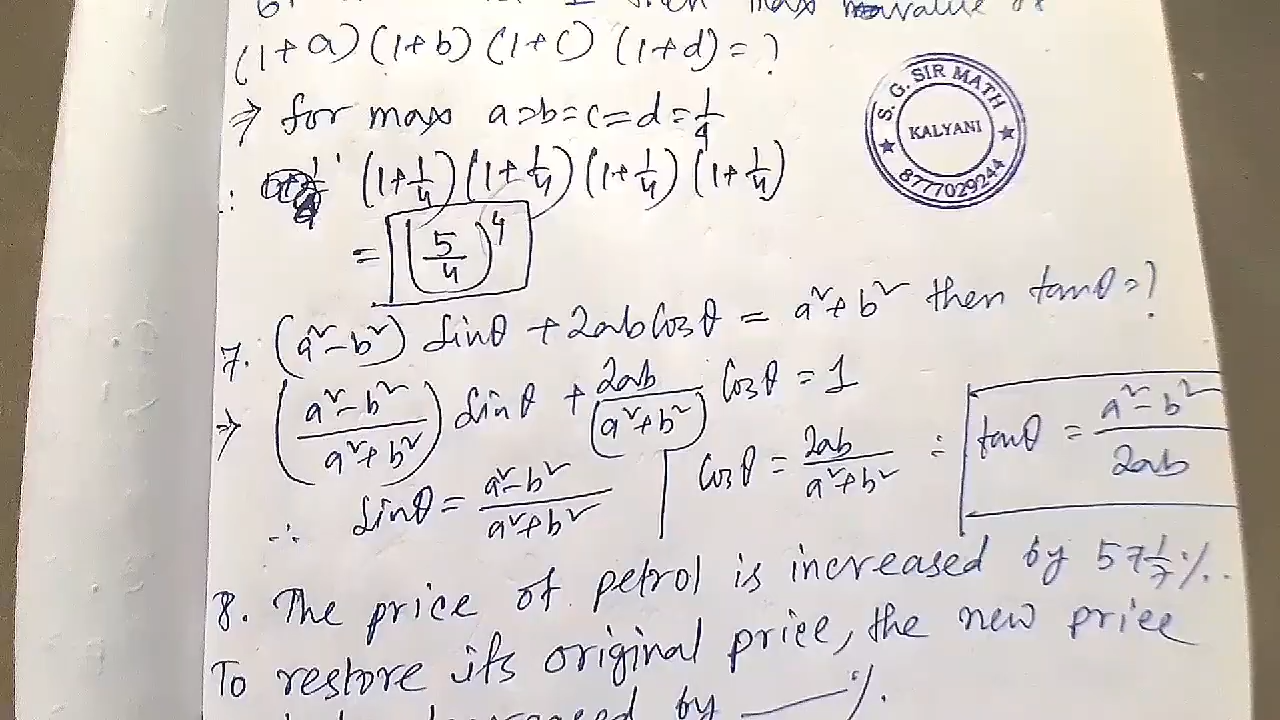 (1+a) (1+b) (1+c) (1+d) = ?
⇒ for max a=b=c=d=1/4
∴ (1+1/4) (1+1/4) (1+1/4) (1+1/4)
= (5/4)^4
S. G. SIR MATH
KALYANI
8777029244
7. (a²-b²) sinθ + 2ab cosθ = a²+b² then tanθ=?
⇒ ((a²-b²)/(a²+b²)) sinθ + 2ab/(a²+b²) cosθ = 1
∴ sinθ = (a²-b²)/(a²+b²) | cosθ = 2ab/(a²+b²) = tanθ = (a²-b²)/2ab
8. The price of petrol is increased by 57 1/7 %.
To restore its original price, the new price
by ___ %.